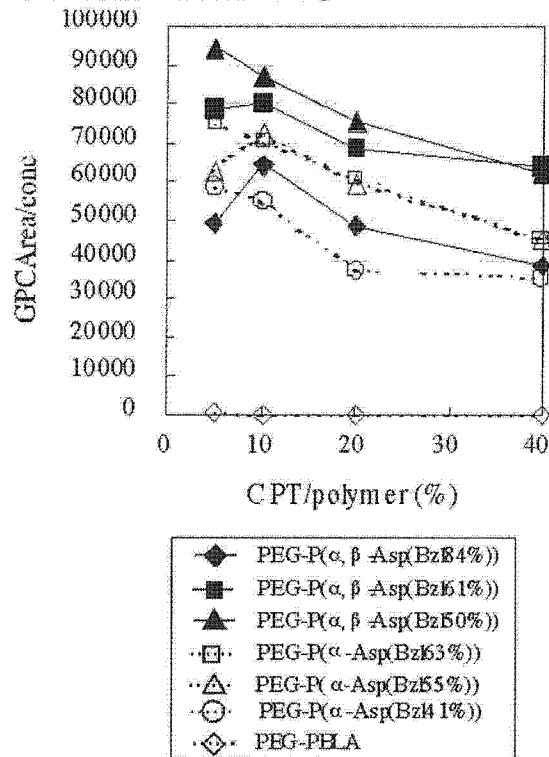 100000
90000
80000
70000
60000
50000
40000
30000
20000
10000
0
GPCArea/conc
0 10 20 30 40
CPT/polymer (%)
PEG-P(α, β -Asp(Bzl84%))
PEG-P(α, β -Asp(Bzl61%))
PEG-P(α, β -Asp(Bzl50%))
PEG-P(α-Asp(Bzl63%))
PEG-P(α-Asp(Bzl55%))
PEG-P(α-Asp(Bzl41%))
PEG-PBLA